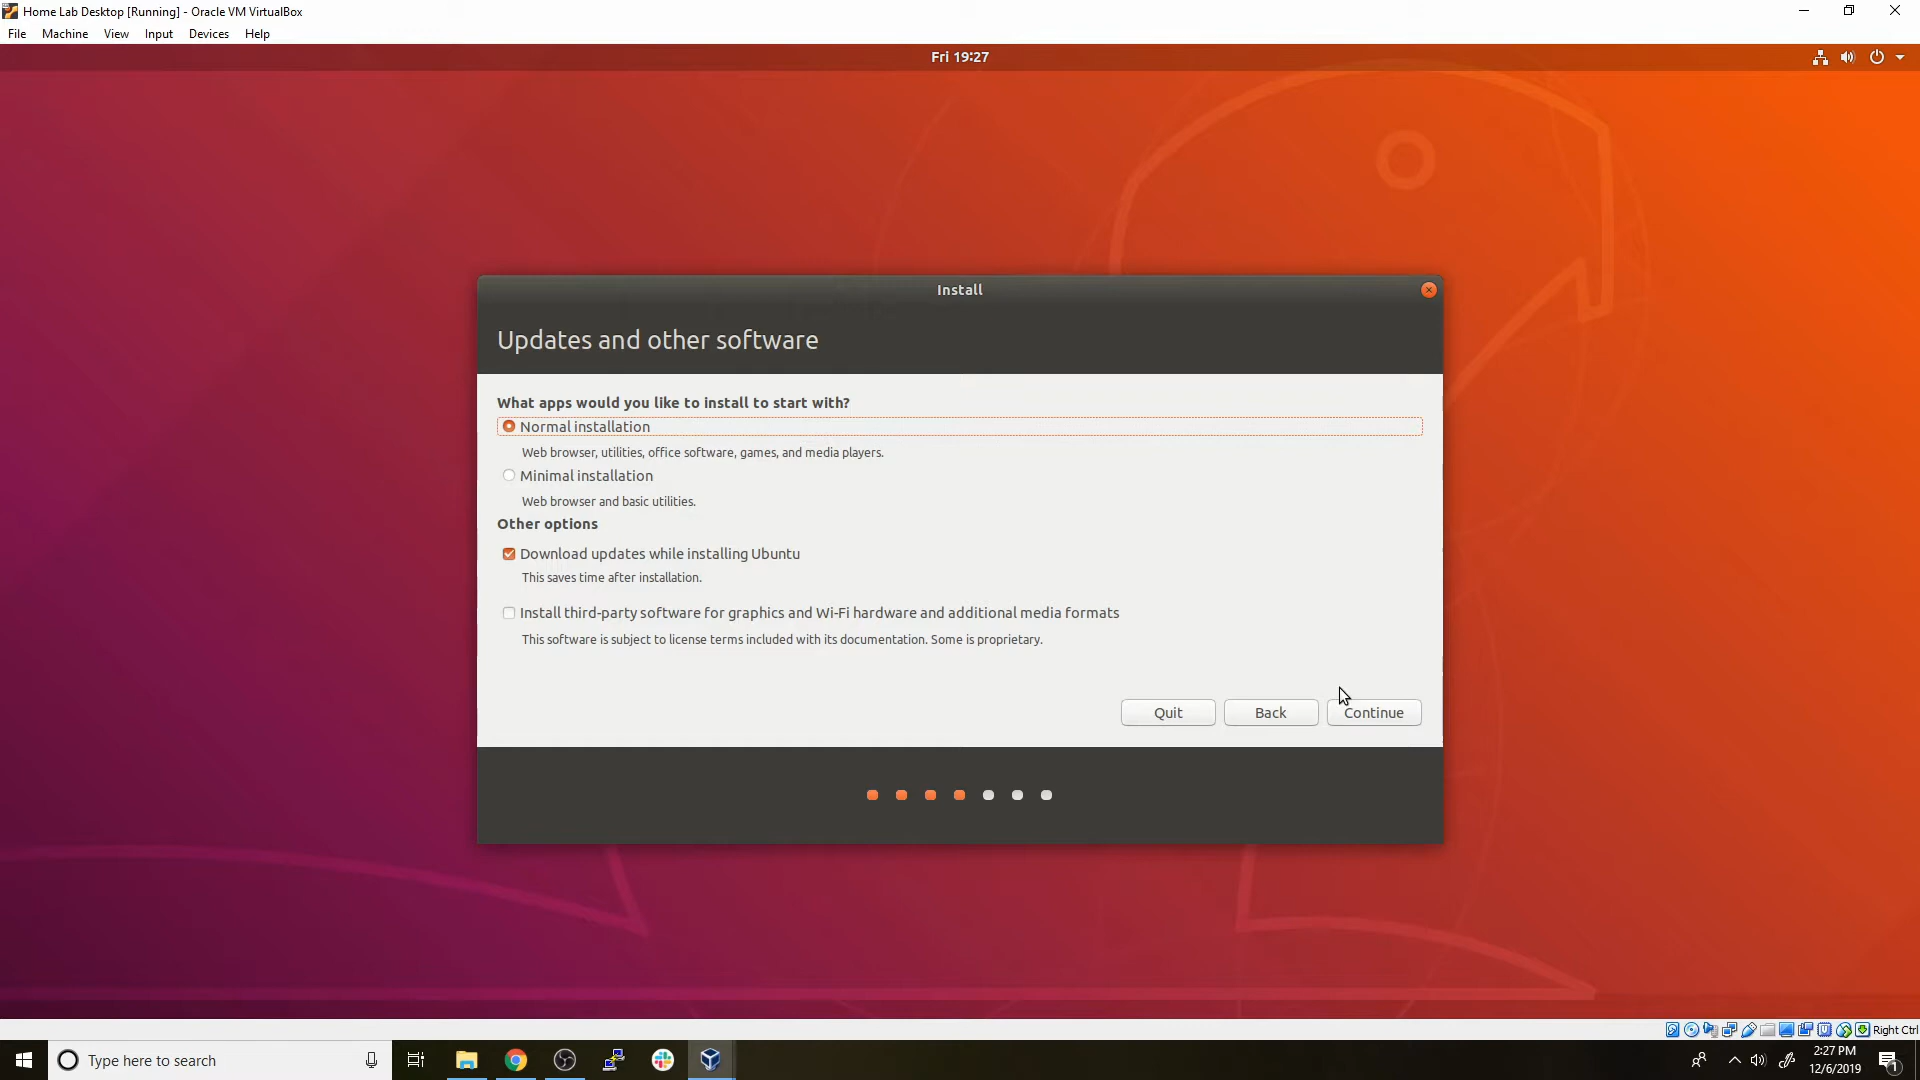 Home Lab Desktop [Running] - Oracle VM VirtualBox
File Machine View Input Devices Help
Fri 19:27
Install
Updates and other software
What apps would you like to install to start with?
Normal installation
Web browser, utilities, office software, games, and media players.
Minimal installation
Web browser and basic utilities.
Other options
Download updates while installing Ubuntu
This saves time after installation.
Install third-party software for graphics and Wi-Fi hardware and additional media formats
This software is subject to license terms included with its documentation. Some is proprietary.
Quit Back Continue
Right Ctrl
Type here to search
2:27 PM
12/6/2019
1